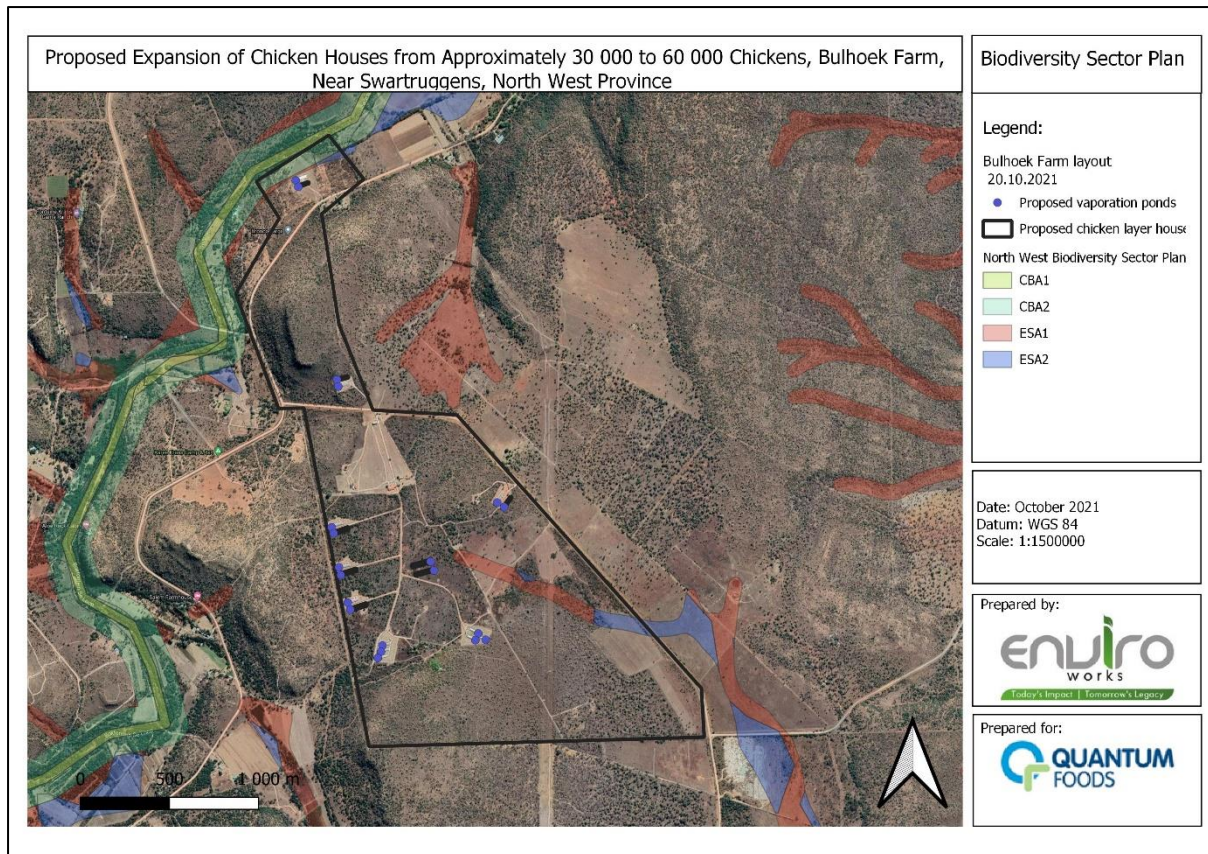 Proposed Expansion of Chicken Houses from Approximately 30 000 to 60 000 Chickens, Bulhoek Farm,
Near Swartruggens, North West Province
Biodiversity Sector Plan
Legend:
Bulhoek Farm layout
20.10.2021
Proposed vaporation ponds
Proposed chicken layer house
North West Biodiversity Sector Plan
CBA1
CBA2
ESA1
ESA2
0 500 1 000 m
Date: October 2021
Datum: WGS 84
Scale: 1:1500000
Prepared by:
enviro
works
Today's Impact | Tomorrow's Legacy
Prepared for:
QUANTUM
FOODS